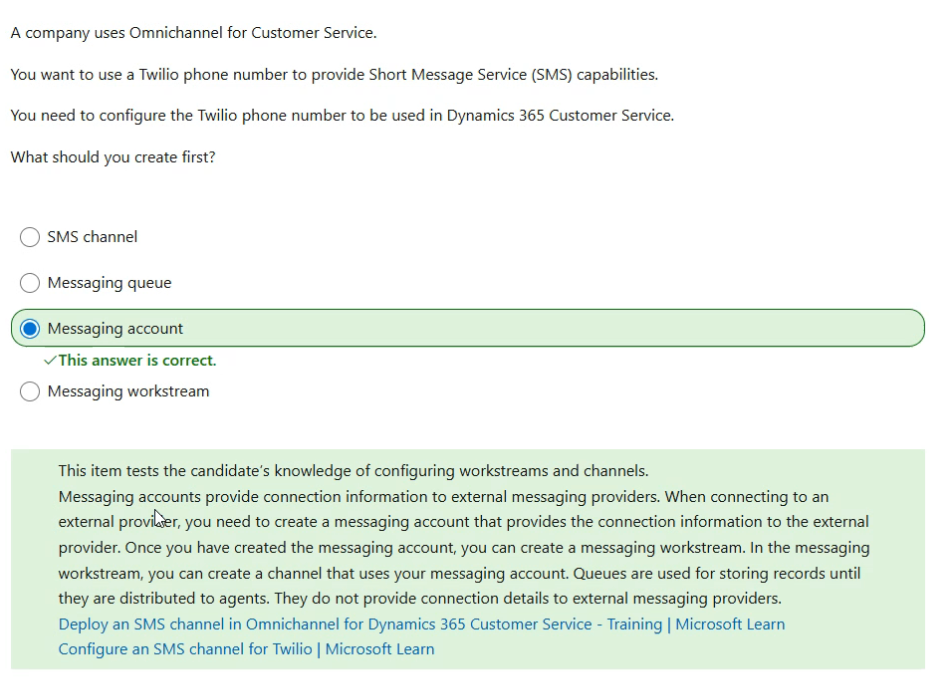 A company uses Omnichannel for Customer Service.
You want to use a Twilio phone number to provide Short Message Service (SMS) capabilities.
You need to configure the Twilio phone number to be used in Dynamics 365 Customer Service.
What should you create first?
SMS channel
Messaging queue
Messaging account
✓This answer is correct.
Messaging workstream
This item tests the candidate's knowledge of configuring workstreams and channels.
Messaging accounts provide connection information to external messaging providers. When connecting to an
external provider, you need to create a messaging account that provides the connection information to the external
provider. Once you have created the messaging account, you can create a messaging workstream. In the messaging
workstream, you can create a channel that uses your messaging account. Queues are used for storing records until
they are distributed to agents. They do not provide connection details to external messaging providers.
Deploy an SMS channel in Omnichannel for Dynamics 365 Customer Service - Training | Microsoft Learn
Configure an SMS channel for Twilio | Microsoft Learn